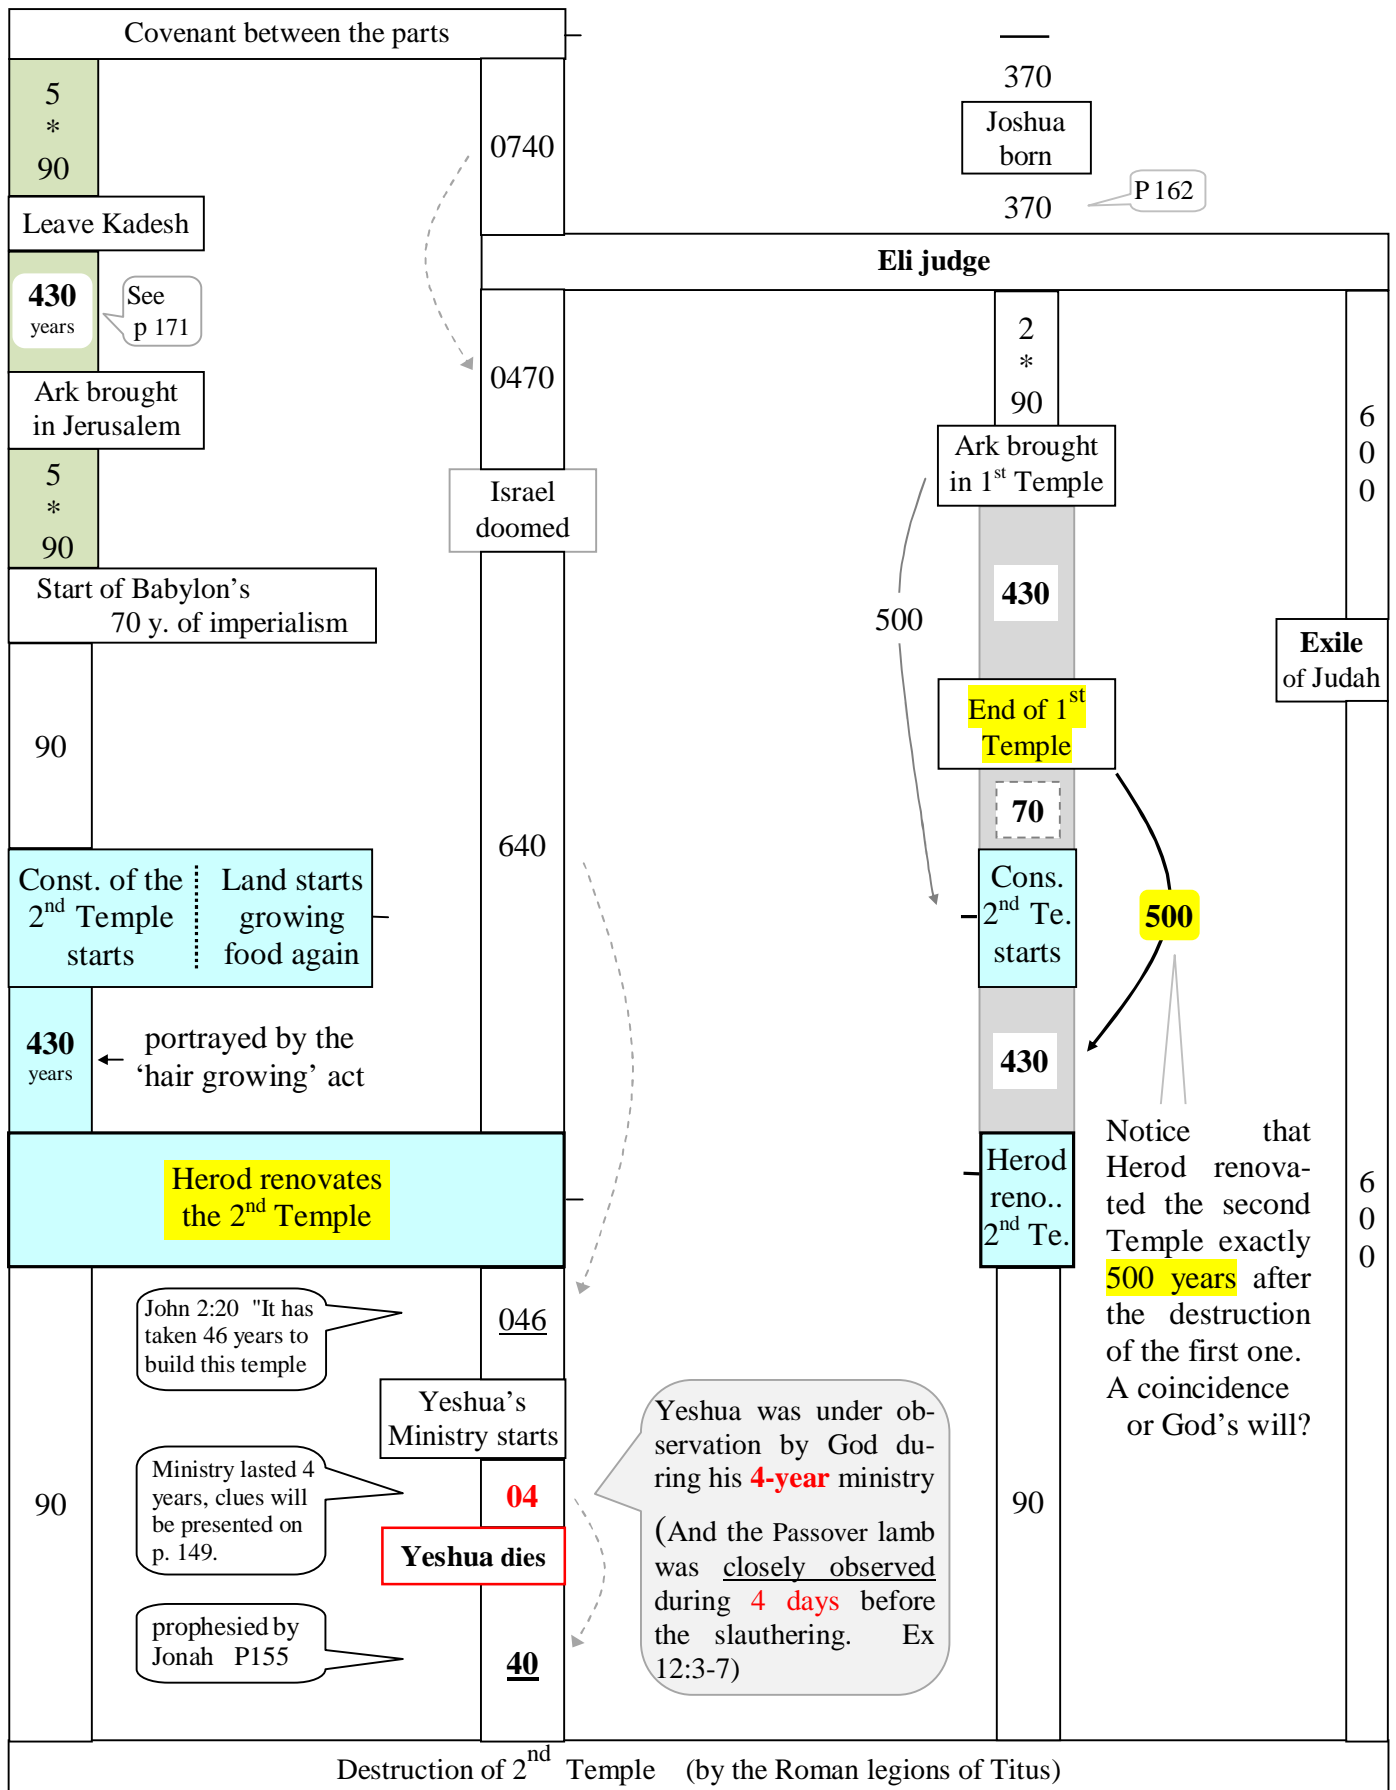 Covenant between the parts
5
*
90
Leave Kadesh
430
years
See
p 171
Ark brought
in Jerusalem
5
*
90
Start of Babylon's
70 y. of imperialism
90
Const. of the
2nd Temple
starts
Land starts
growing
food again
430
years
portrayed by the
‘hair growing’ act
Herod renovates
the 2nd Temple
90
0740
0470
Israel
doomed
640
John 2:20 "It has
taken 46 years to
build this temple
046
Yeshua’s
Ministry starts
Ministry lasted 4
years, clues will
be presented on
p. 149.
04
Yeshua dies
prophesied by
Jonah P155
40
Yeshua was under ob-
servation by God du-
ring his 4-year ministry
(And the Passover lamb
was closely observed
during 4 days before
the slauthering. Ex
12:3-7)
370
Joshua
born
370
P 162
Eli judge
2
*
90
Ark brought
in 1st Temple
500
430
End of 1st
Temple
70
Cons.
2nd Te.
starts
500
430
Herod
reno..
2nd Te.
90
Notice that
Herod renova-
ted the second
Temple exactly
500 years after
the destruction
of the first one.
A coincidence
or God’s will?
6
0
0
Exile
of Judah
6
0
0
Destruction of 2nd Temple (by the Roman legions of Titus)